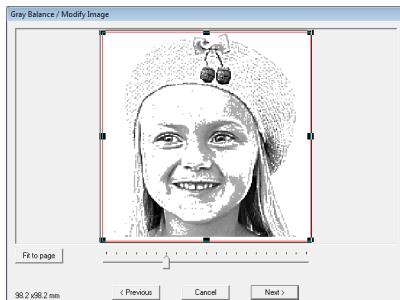 Gray Balance / Modify Image
Fit to page
98.2 x98.2 mm
< Previous
Cancel
Next >